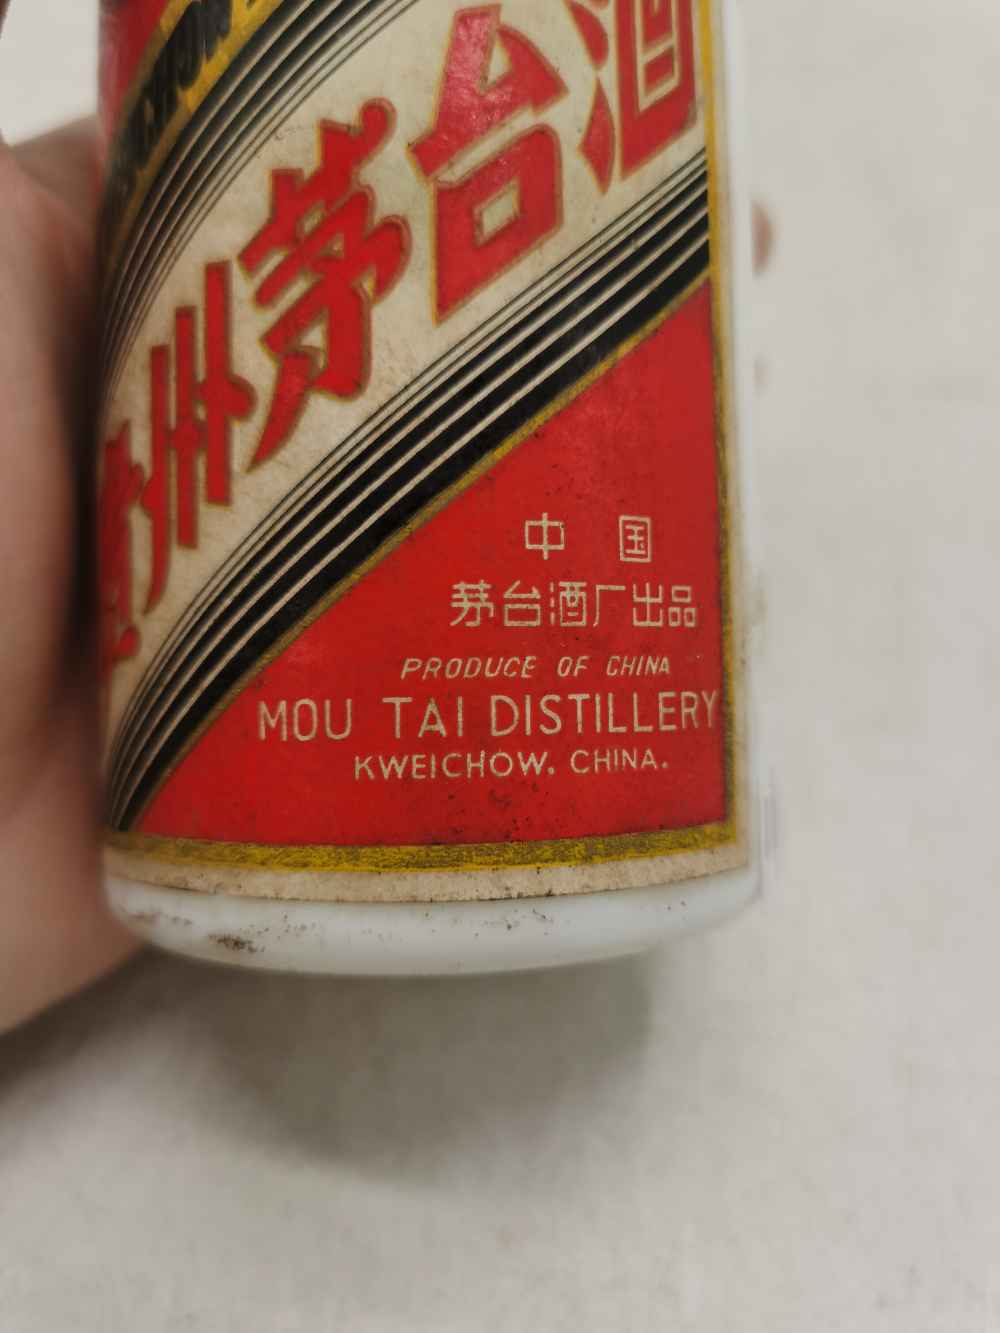 貴州茅台酒
中国
茅台酒厂出品
PRODUCE OF CHINA
MOU TAI DISTILLERY
KWEICHOW. CHINA.